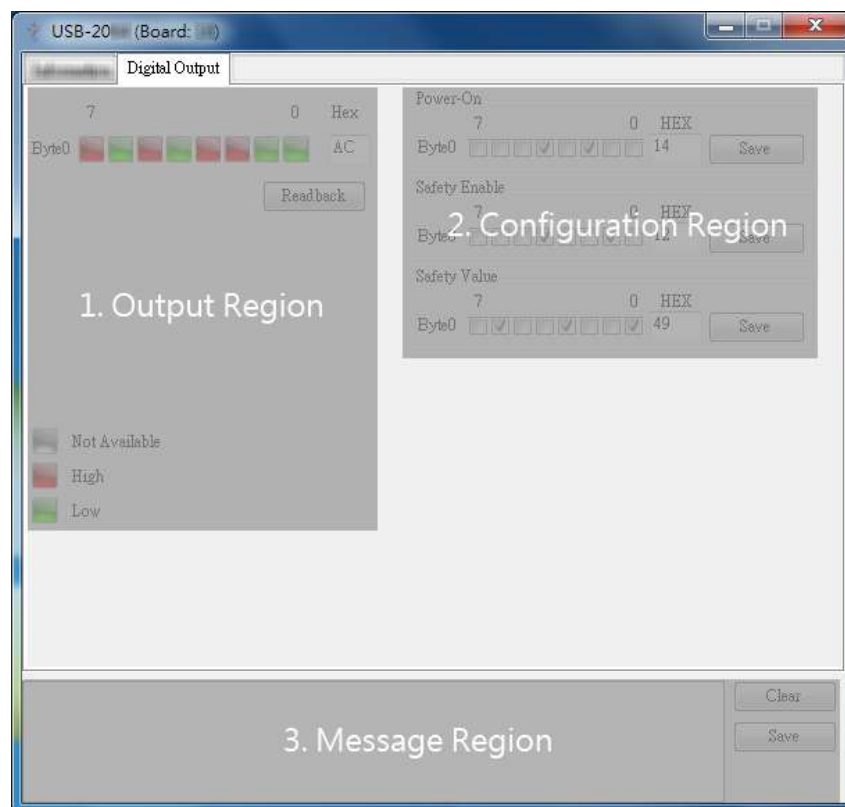 USB-20 (Board: )
Digital Output
7 0 Hex
Byte0 AC
Readback
1. Output Region
Not Available
High
Low
Power-On
7 0 HEX
Byte0 14 Save
Safety Enable
7 0 HEX
Byte0 12 Save
2. Configuration Region
Safety Value
7 0 HEX
Byte0 49 Save
3. Message Region
Clear
Save